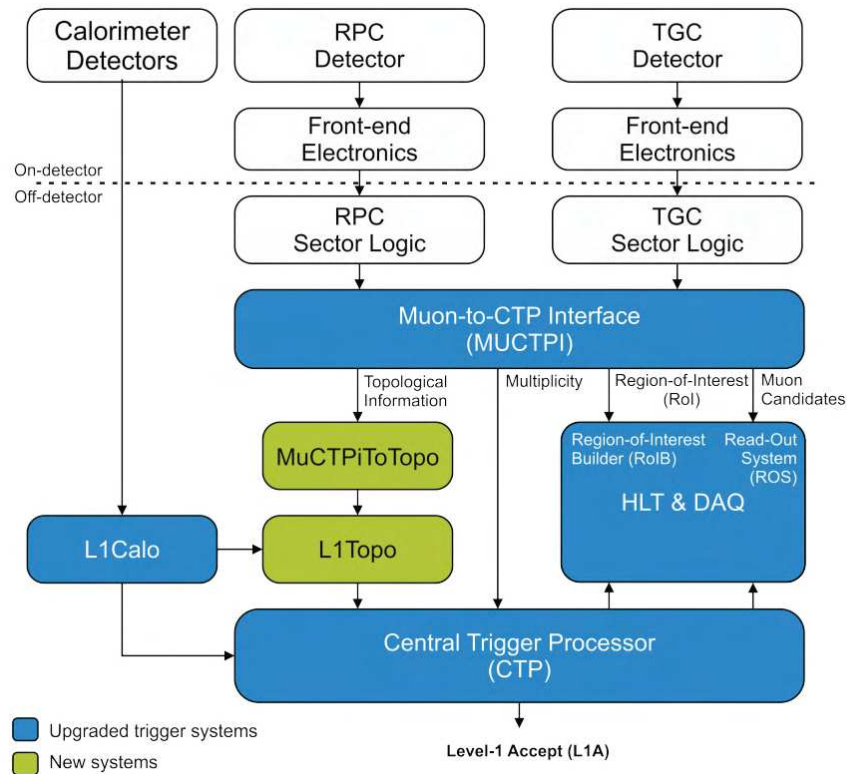 Calorimeter
Detectors
RPC
Detector
TGC
Detector
Front-end
Electronics
Front-end
Electronics
On-detector
Off-detector
RPC
Sector Logic
TGC
Sector Logic
Muon-to-CTP Interface
(MUCTPI)
Topological
Information
Multiplicity
Region-of-Interest
(RoI)
Muon
Candidates
MuCTPiToTopo
Region-of-Interest
Builder (RoIB)
Read-Out
System
(ROS)
HLT & DAQ
L1Calo
L1Topo
Central Trigger Processor
(CTP)
Upgraded trigger systems
New systems
Level-1 Accept (L1A)